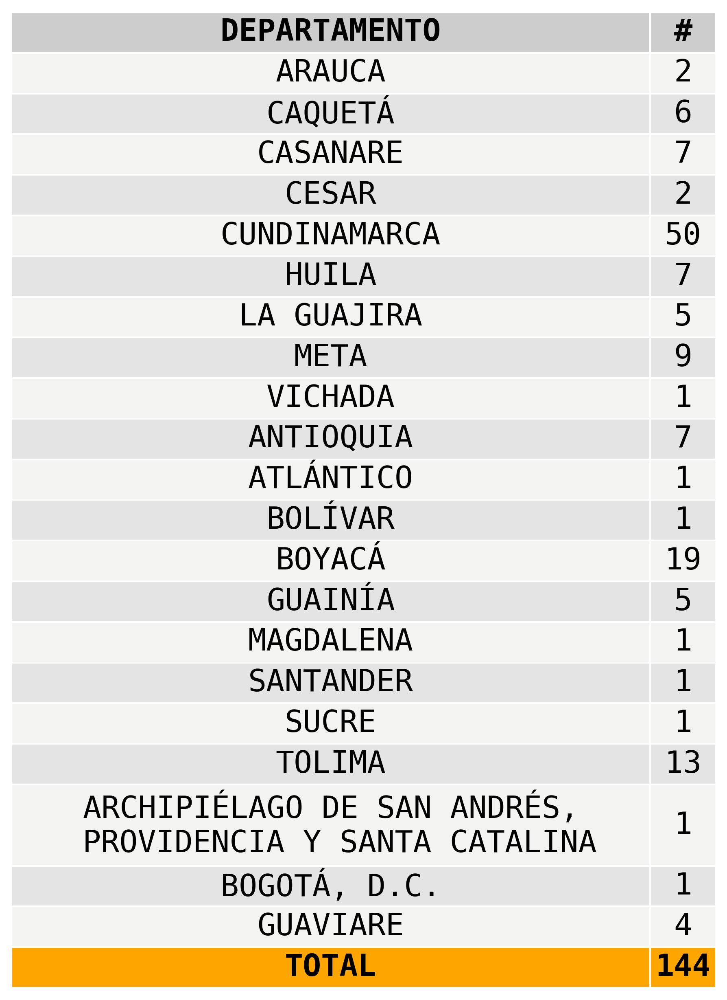 DEPARTAMENTO #
ARAUCA 2
CAQUETÁ 6
CASANARE 7
CESAR 2
CUNDINAMARCA 50
HUILA 7
LA GUAJIRA 5
META 9
VICHADA 1
ANTIOQUIA 7
ATLÁNTICO 1
BOLÍVAR 1
BOYACÁ 19
GUAINÍA 5
MAGDALENA 1
SANTANDER 1
SUCRE 1
TOLIMA 13
ARCHIPIÉLAGO DE SAN ANDRÉS,
PROVIDENCIA Y SANTA CATALINA 1
BOGOTÁ, D.C. 1
GUAVIARE 4
TOTAL 144